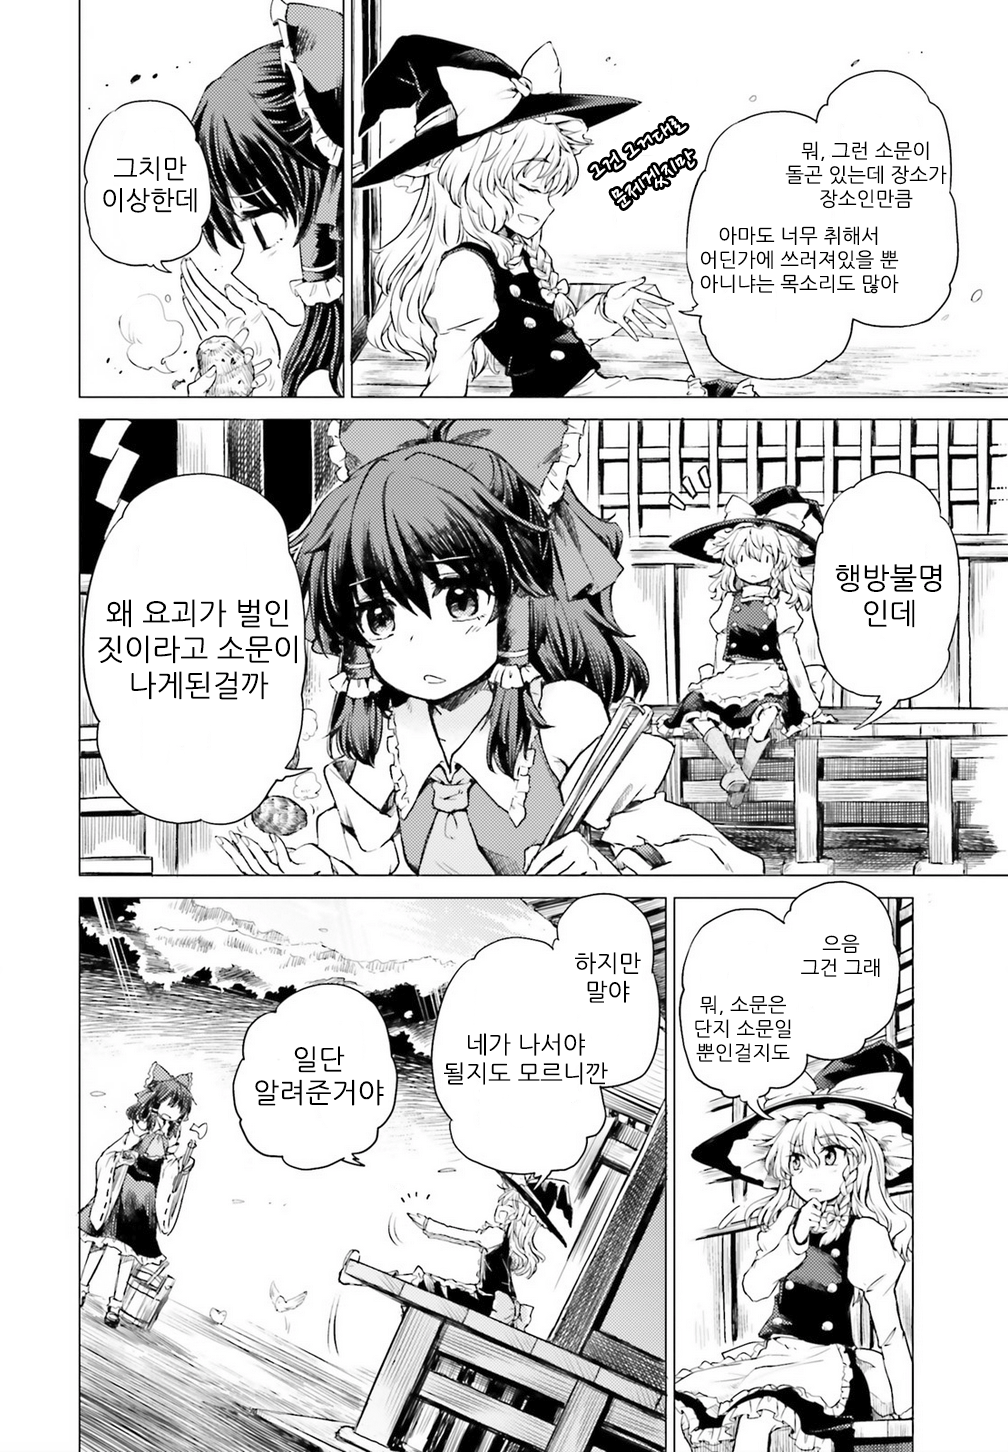 뭐, 그런 소문이
돌곤 있는데 장소가
장소인만큼
아마도 너무 취해서
어딘가에 쓰러져있을 뿐
아니냐는 목소리도 많아
그건 그거대로
문제겠지만
그치만
이상한데
행방불명
인데
왜 요괴가 벌인
짓이라고 소문이
나게된걸까
으음
그건 그래
뭐, 소문은
단지 소문일
뿐인걸지도
하지만
말야
네가 나서야
될지도 모르니깐
일단
알려준거야